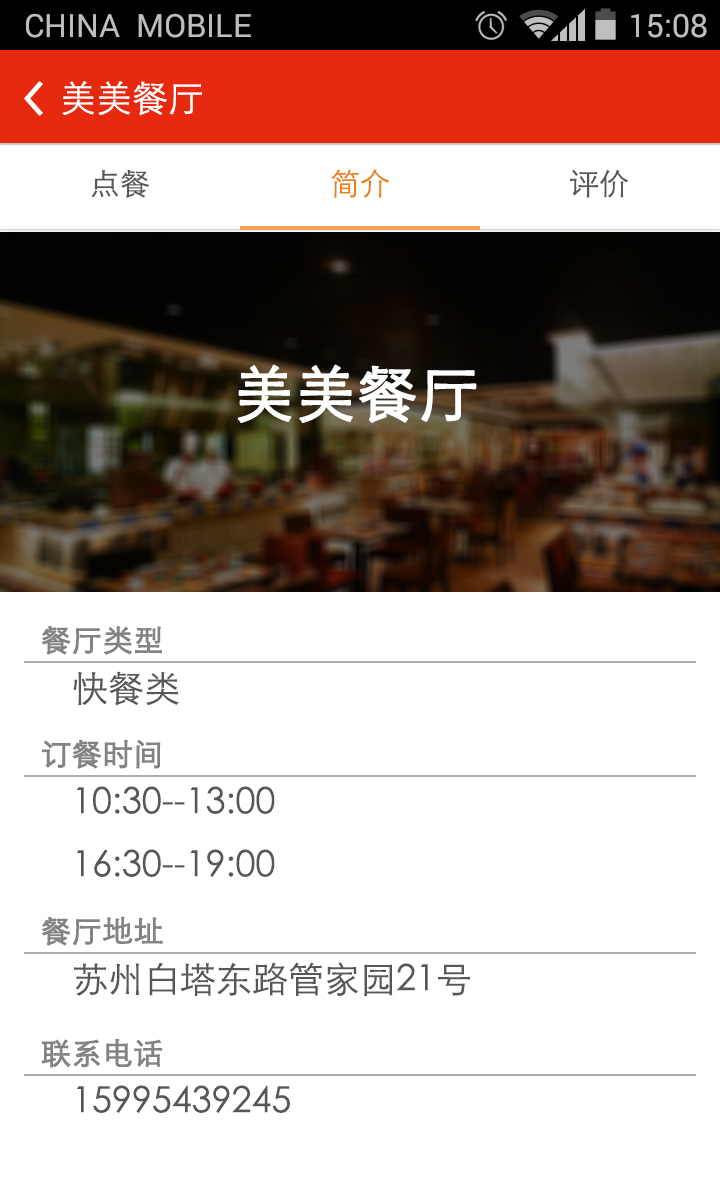 CHINA MOBILE 15:08
美美餐厅
点餐 简介 评价
美美餐厅
餐厅类型
快餐类
订餐时间
10:30--13:00
16:30--19:00
餐厅地址
苏州白塔东路管家园21号
联系电话
15995439245